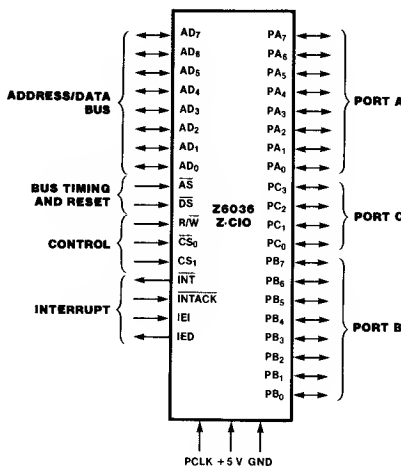 ADDRESS/DATA
BUS
BUS TIMING
AND RESET
CONTROL
INTERRUPT
AD7
AD6
AD5
AD4
AD3
AD2
AD1
AD0
AS
DS
R/W
CS0
CS1
INT
INTACK
IEI
IEO
Z6036
Z-CIO
PA7
PA6
PA5
PA4
PA3
PA2
PA1
PA0
PC3
PC2
PC1
PC0
PB7
PB6
PB5
PB4
PB3
PB2
PB1
PB0
PORT A
PORT C
PORT B
PCLK +5 V GND